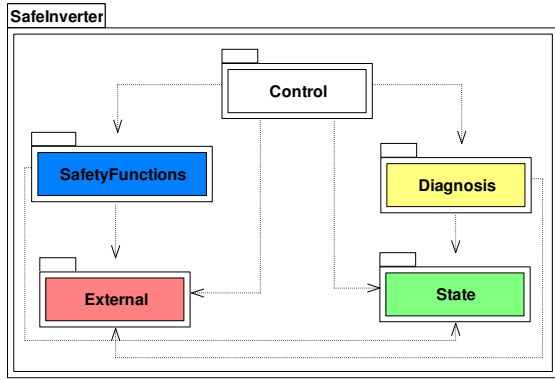 SafeInverter
Control
SafetyFunctions
Diagnosis
External
State